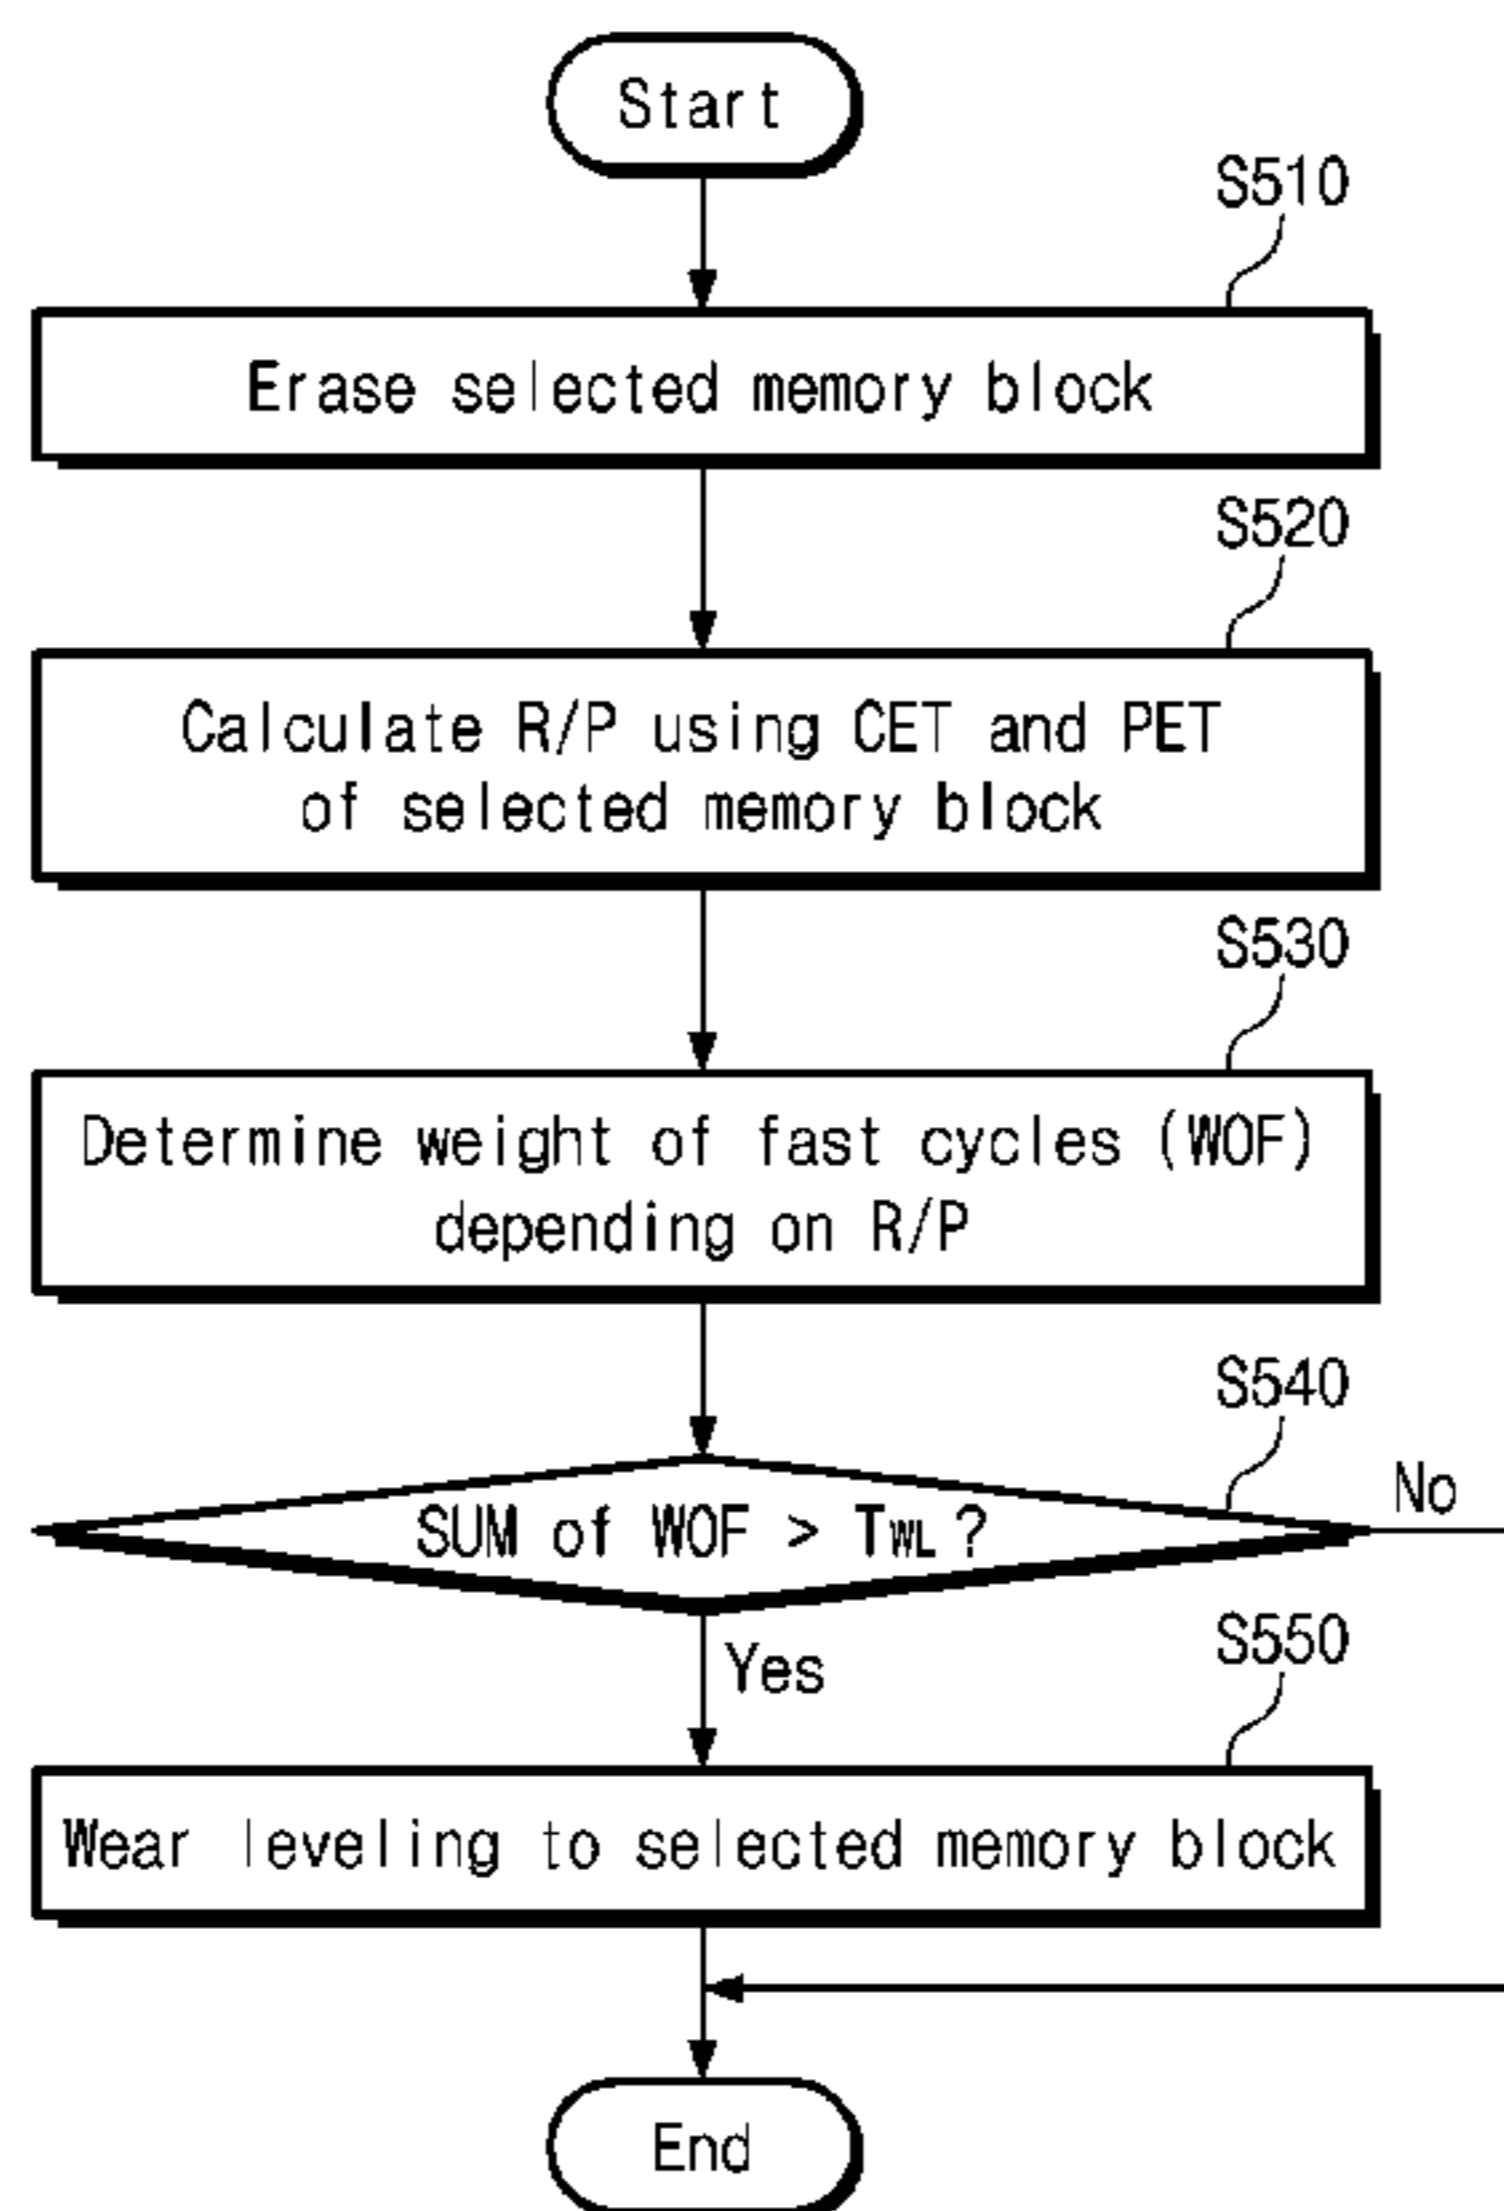 Start
S510
Erase selected memory block
S520
Calculate R/P using CET and PET
of selected memory block
S530
Determine weight of fast cycles (WOF)
depending on R/P
S540
SUM of WOF > TWL?
No
Yes
S550
Wear leveling to selected memory block
End